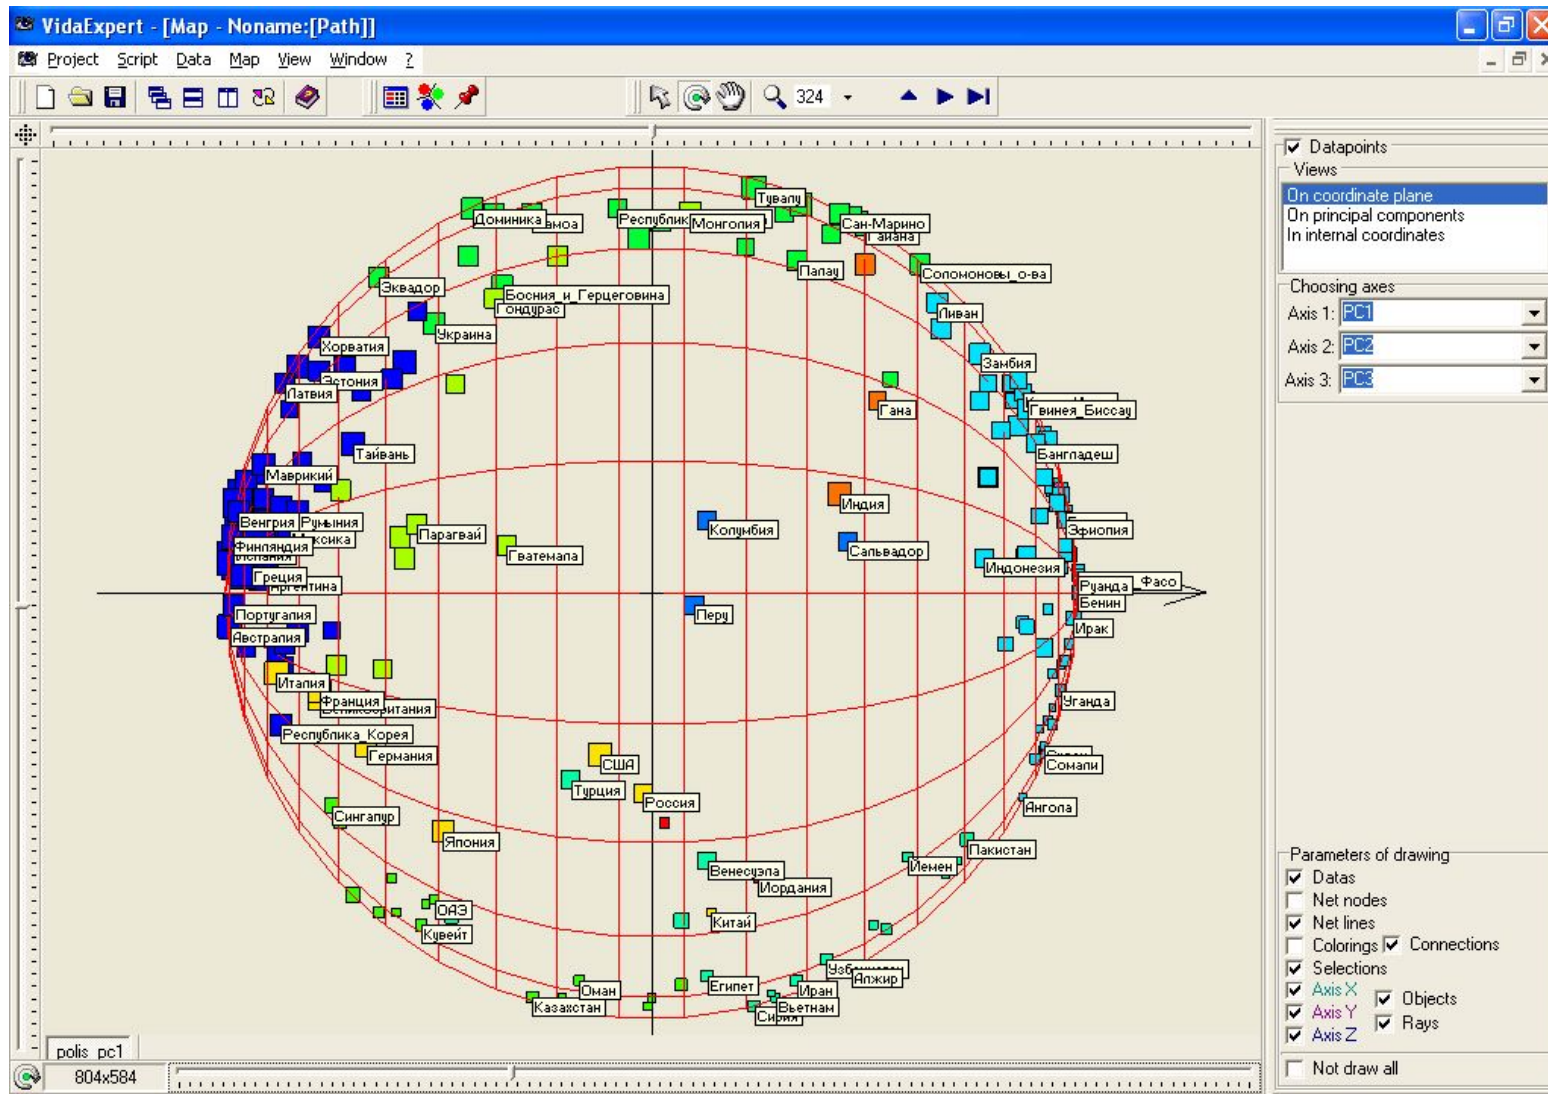 VidaExpert - [Map - Noname:[Path]]
Project Script Data Map View Window ?
324
Datapoints
Views
On coordinate plane
On principal components
In internal coordinates
Choosing axes
Axis 1: PC1
Axis 2: PC2
Axis 3: PC3
Тувалу
Доминика
Республик
Монголия
Сан-Марино
Палау
Соломоновы_о-ва
Эквадор
Босния_и_Герцеговина
Гондурас
Ливан
Украина
Хорватия
Замбия
Эстония
Латвия
Гана
Гвинея_Биссау
Тайвань
Бангладеш
Маврикий
Индия
Венгрия
Румыния
Колумбия
Парагвай
Эфиопия
Финляндия
Гватемала
Сальвадор
Индонезия
Греция
Аргентина
Руанда
Фасо
Бенин
Португалия
Перу
Ирак
Австралия
Италия
Франция
Уганда
Республика_Корея
Германия
США
Сомали
Турция
Россия
Ангола
Сингапур
Япония
Пакистан
Венесуэла
Йемен
Иордания
ОАЭ
Китай
Кувейт
Алжир
Египет
Оман
Иран
Казахстан
Вьетнам
Сирия
Parameters of drawing
Datas
Net nodes
Net lines
Colorings Connections
Selections
Axis X
Objects
Axis Y
Rays
Axis Z
Not draw all
polis_pc1
804x584